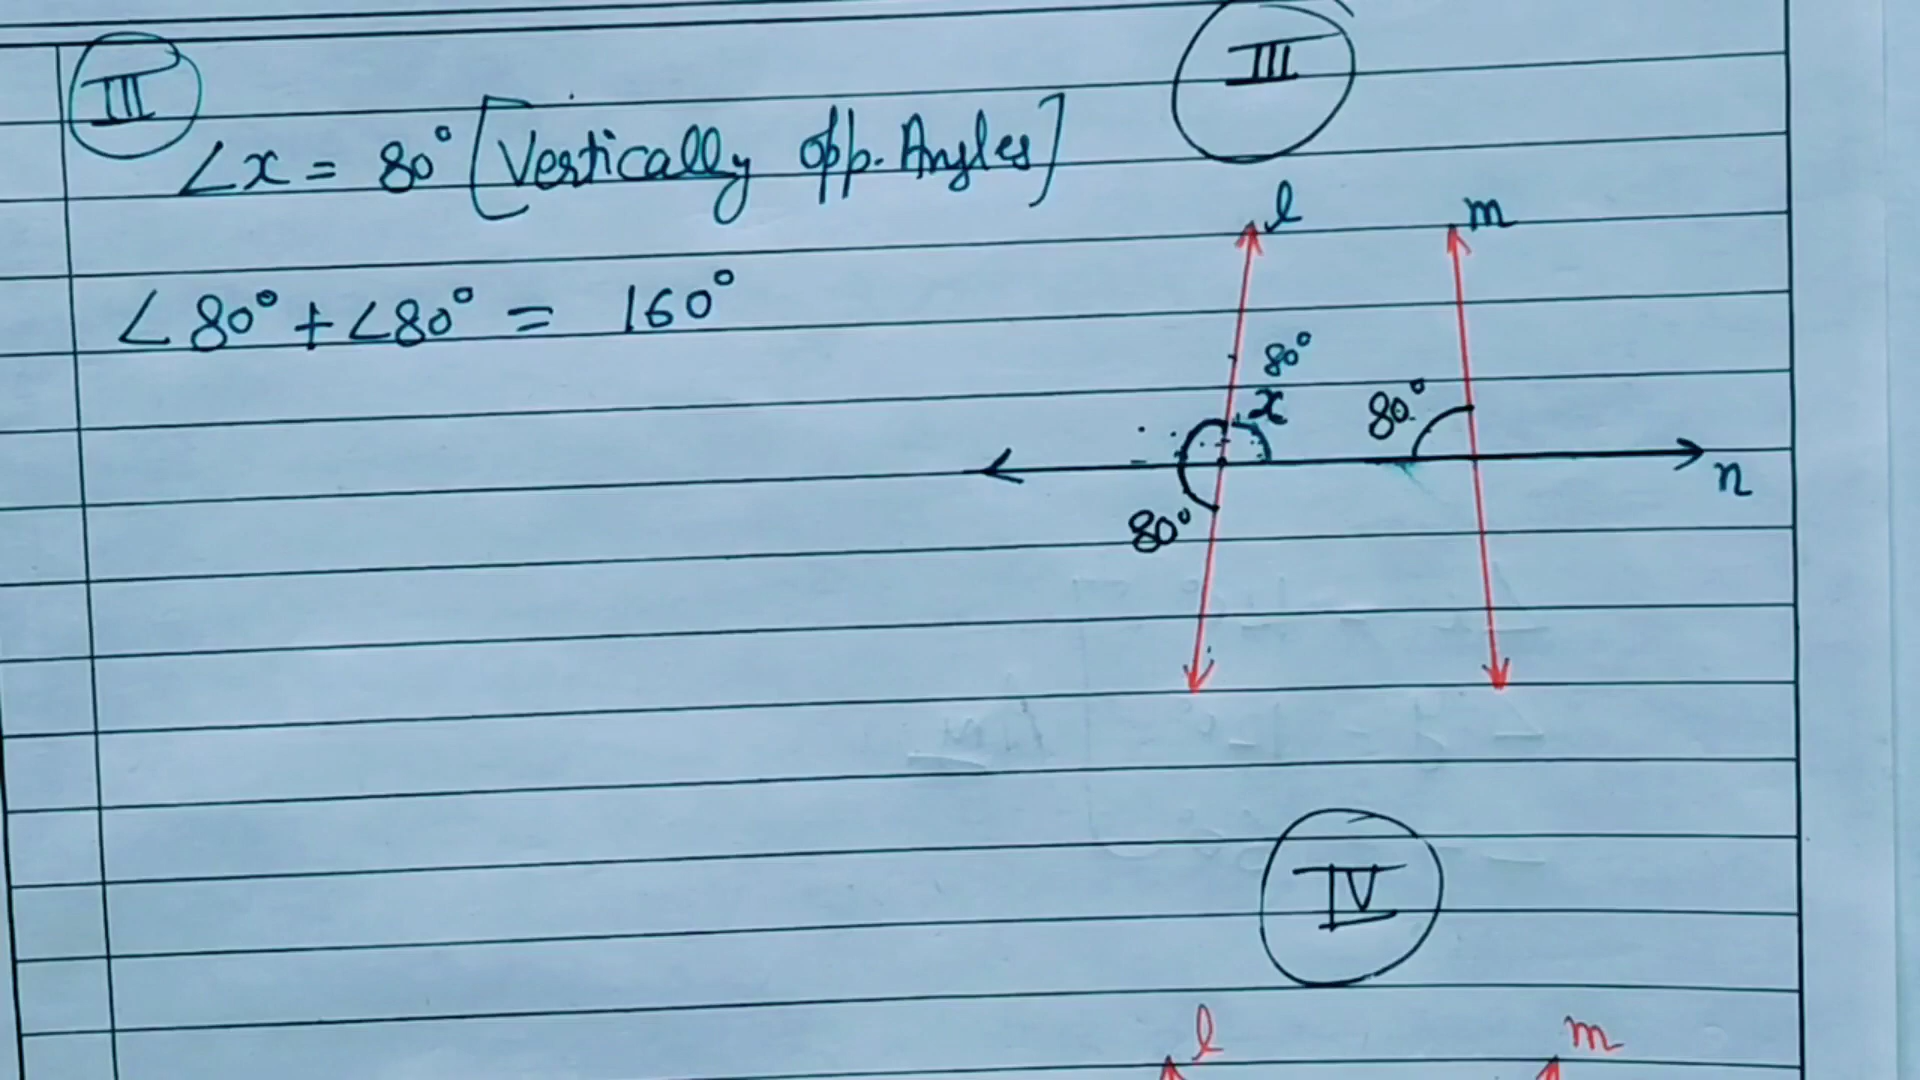 III
∠x = 80° [Vertically opp. Angles]
∠80° + ∠80° = 160°
III
l
m
80°
x
80°
n
80°
IV
l
m